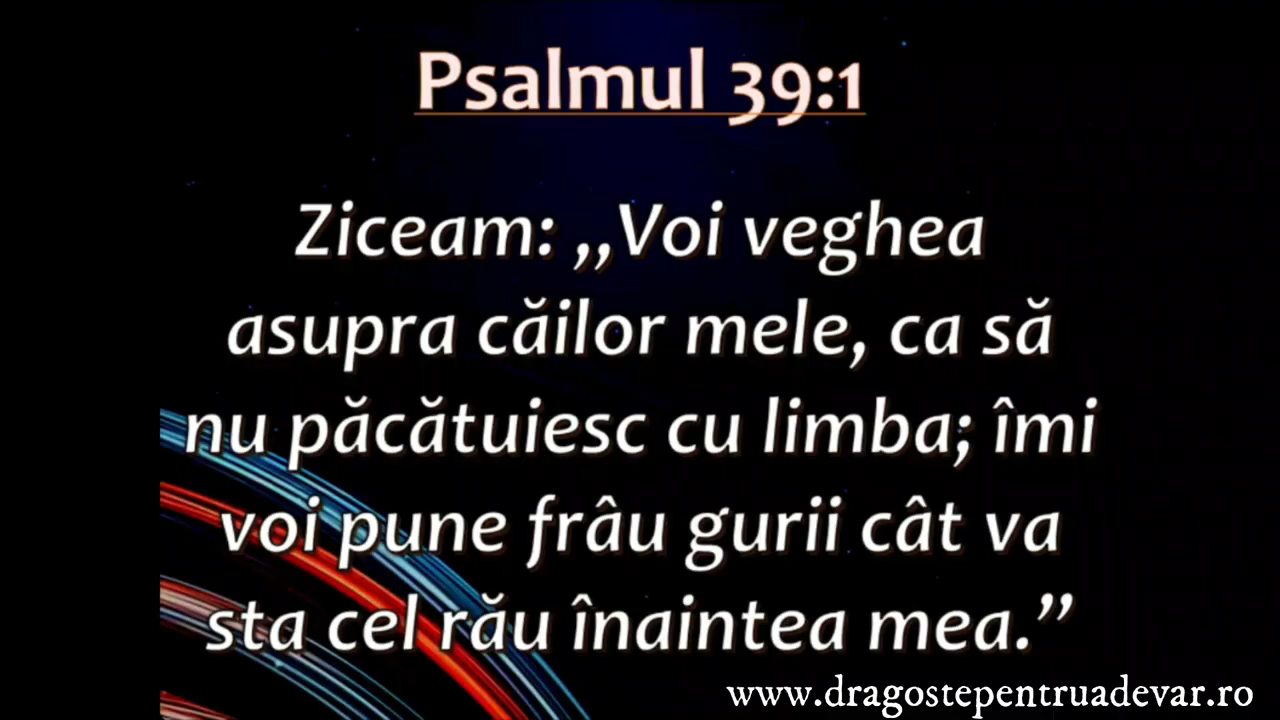 Psalmul 39:1
Ziceam: ,,Voi veghea
asupra căilor mele, ca să
nu păcătuiesc cu limba; îmi
voi pune frâu gurii cât va
sta cel rău înaintea mea.”
www.dragostepentruadevar.ro